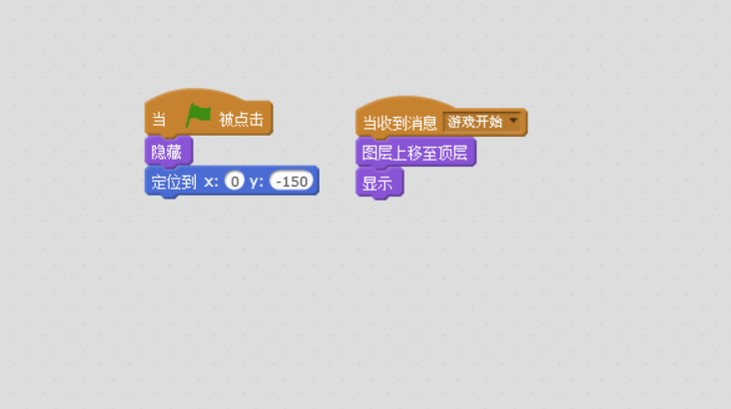 当 被点击
隐藏
定位到 x: 0 y: -150
当收到消息 游戏开始
图层上移至顶层
显示